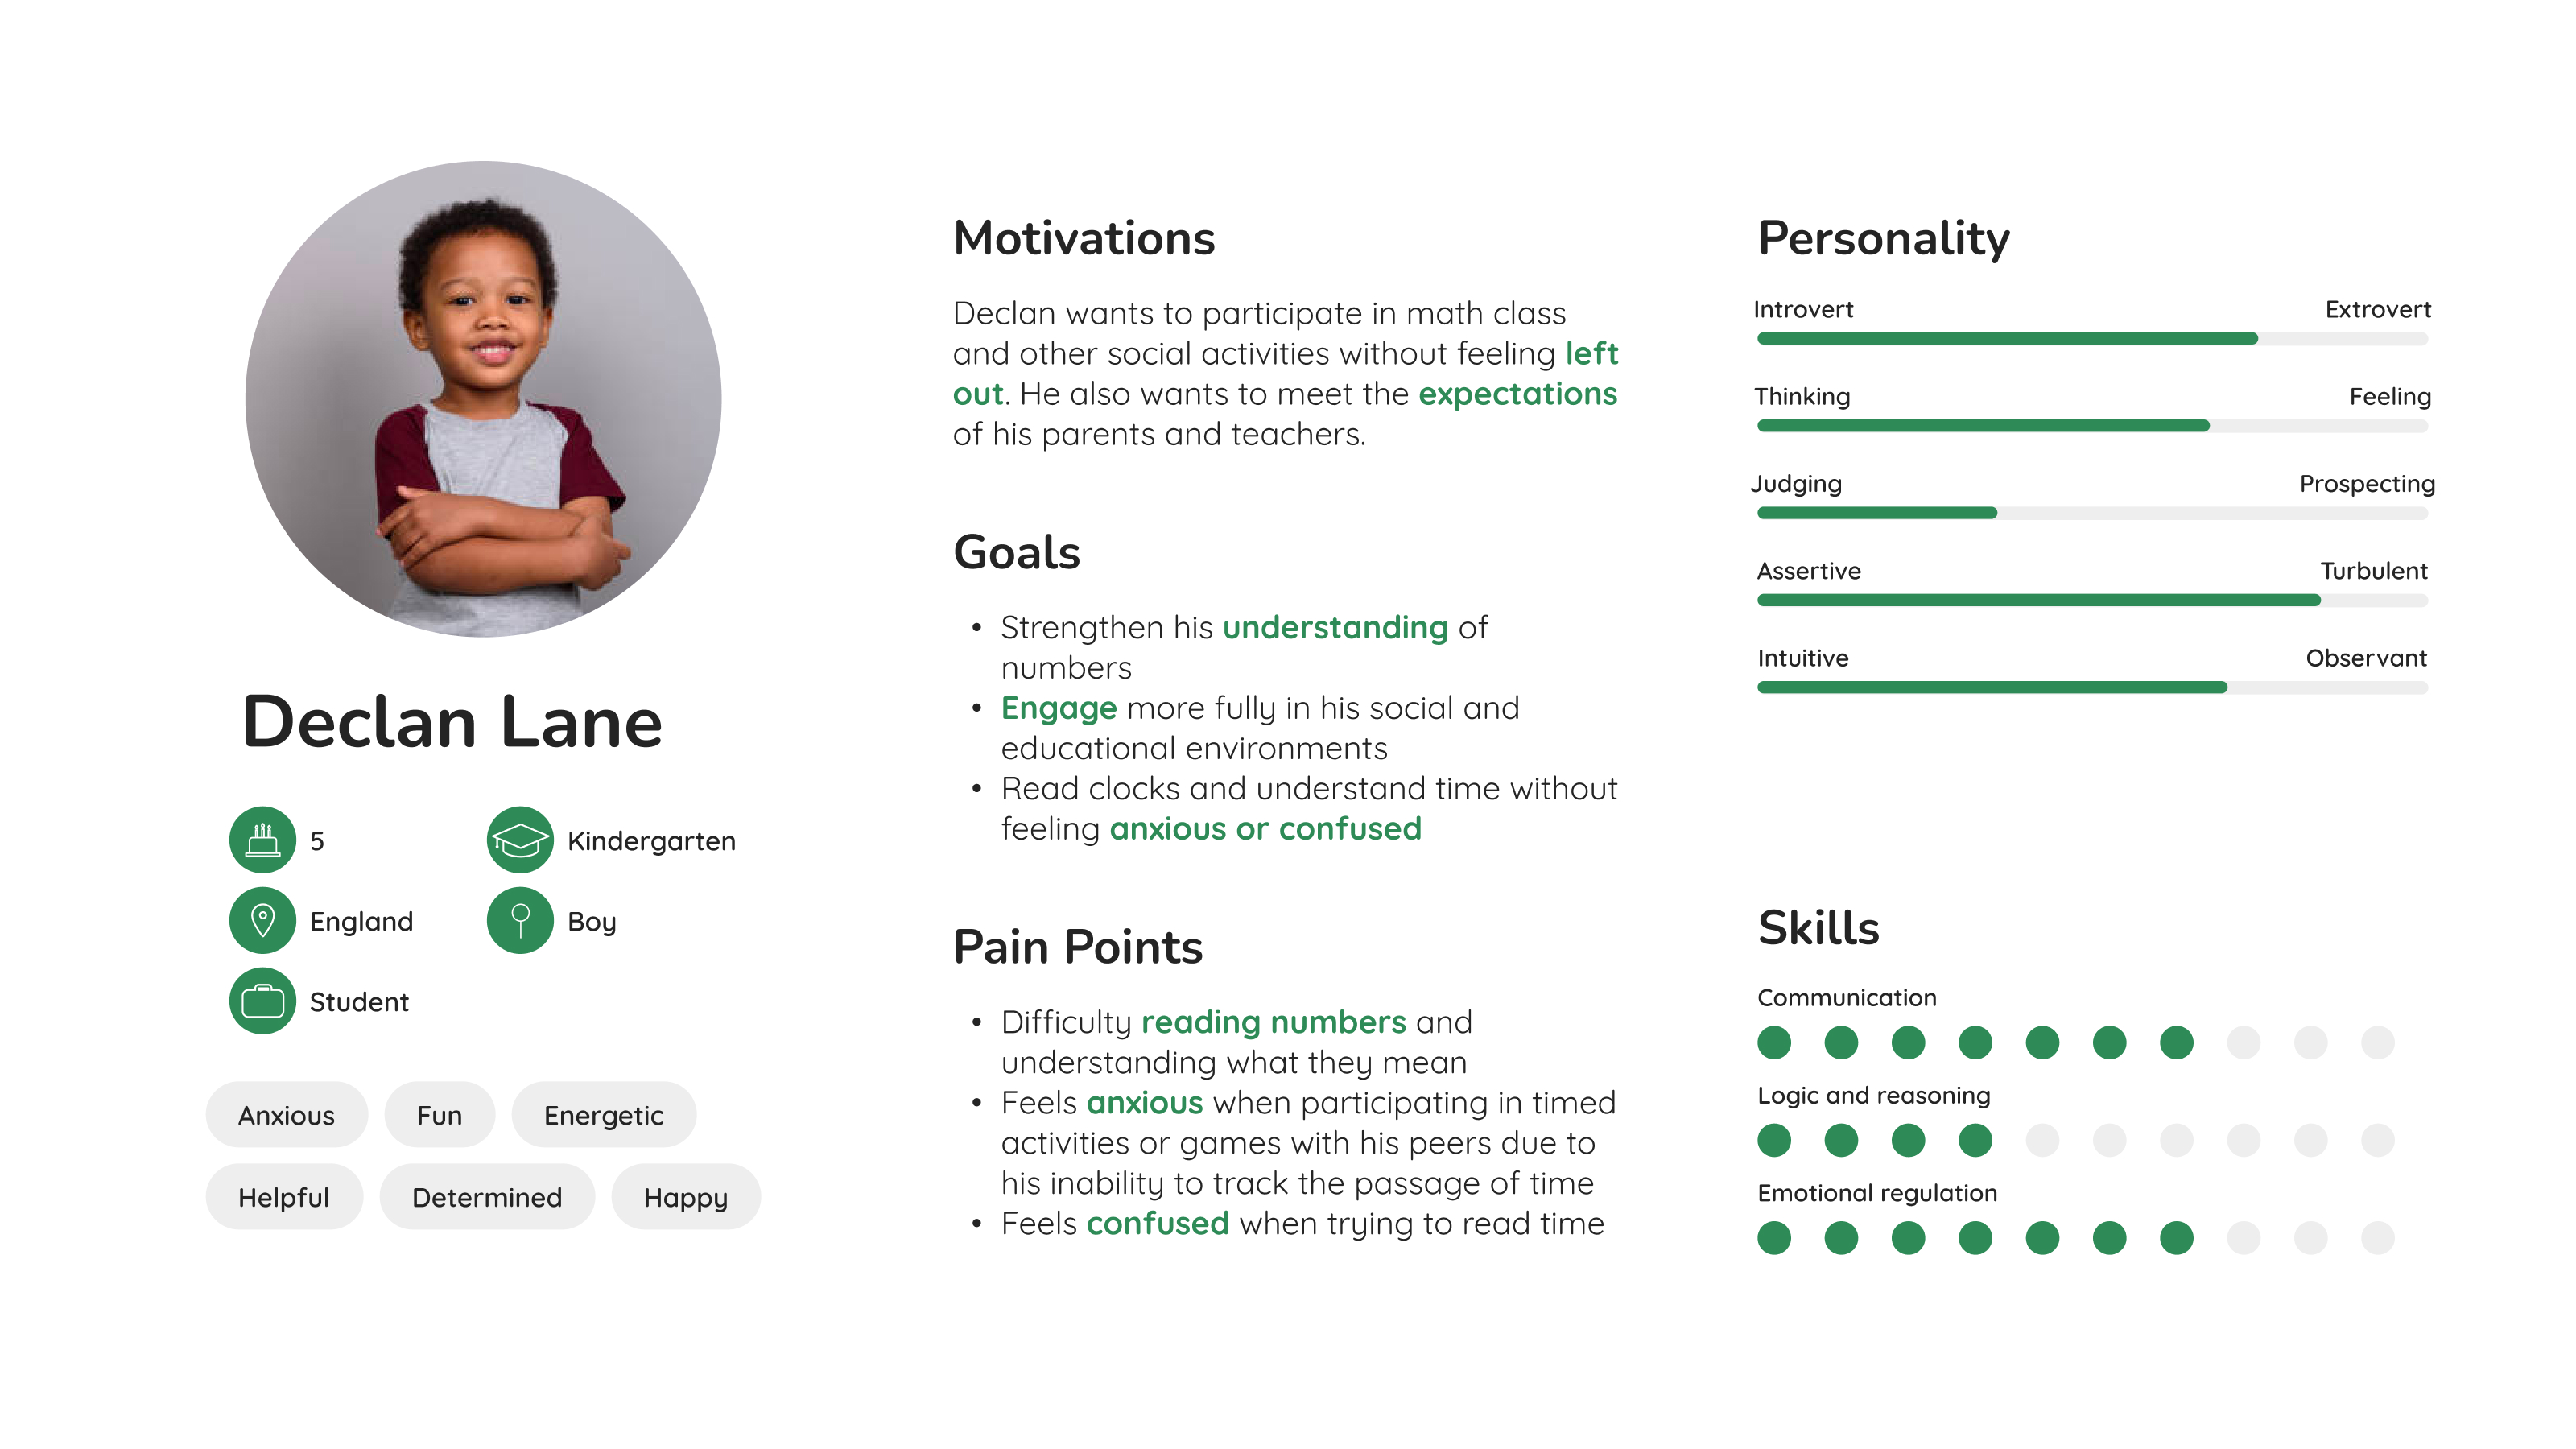 Declan Lane
5
Kindergarten
England
Boy
Student
Anxious
Fun
Energetic
Helpful
Determined
Happy
Motivations
Declan wants to participate in math class
and other social activities without feeling left
out. He also wants to meet the expectations
of his parents and teachers.
Goals
• Strengthen his understanding of
numbers
• Engage more fully in his social and
educational environments
• Read clocks and understand time without
feeling anxious or confused
Pain Points
• Difficulty reading numbers and
understanding what they mean
• Feels anxious when participating in timed
activities or games with his peers due to
his inability to track the passage of time
• Feels confused when trying to read time
Personality
Introvert Extrovert
Thinking Feeling
Judging Prospecting
Assertive Turbulent
Intuitive Observant
Skills
Communication
Logic and reasoning
Emotional regulation